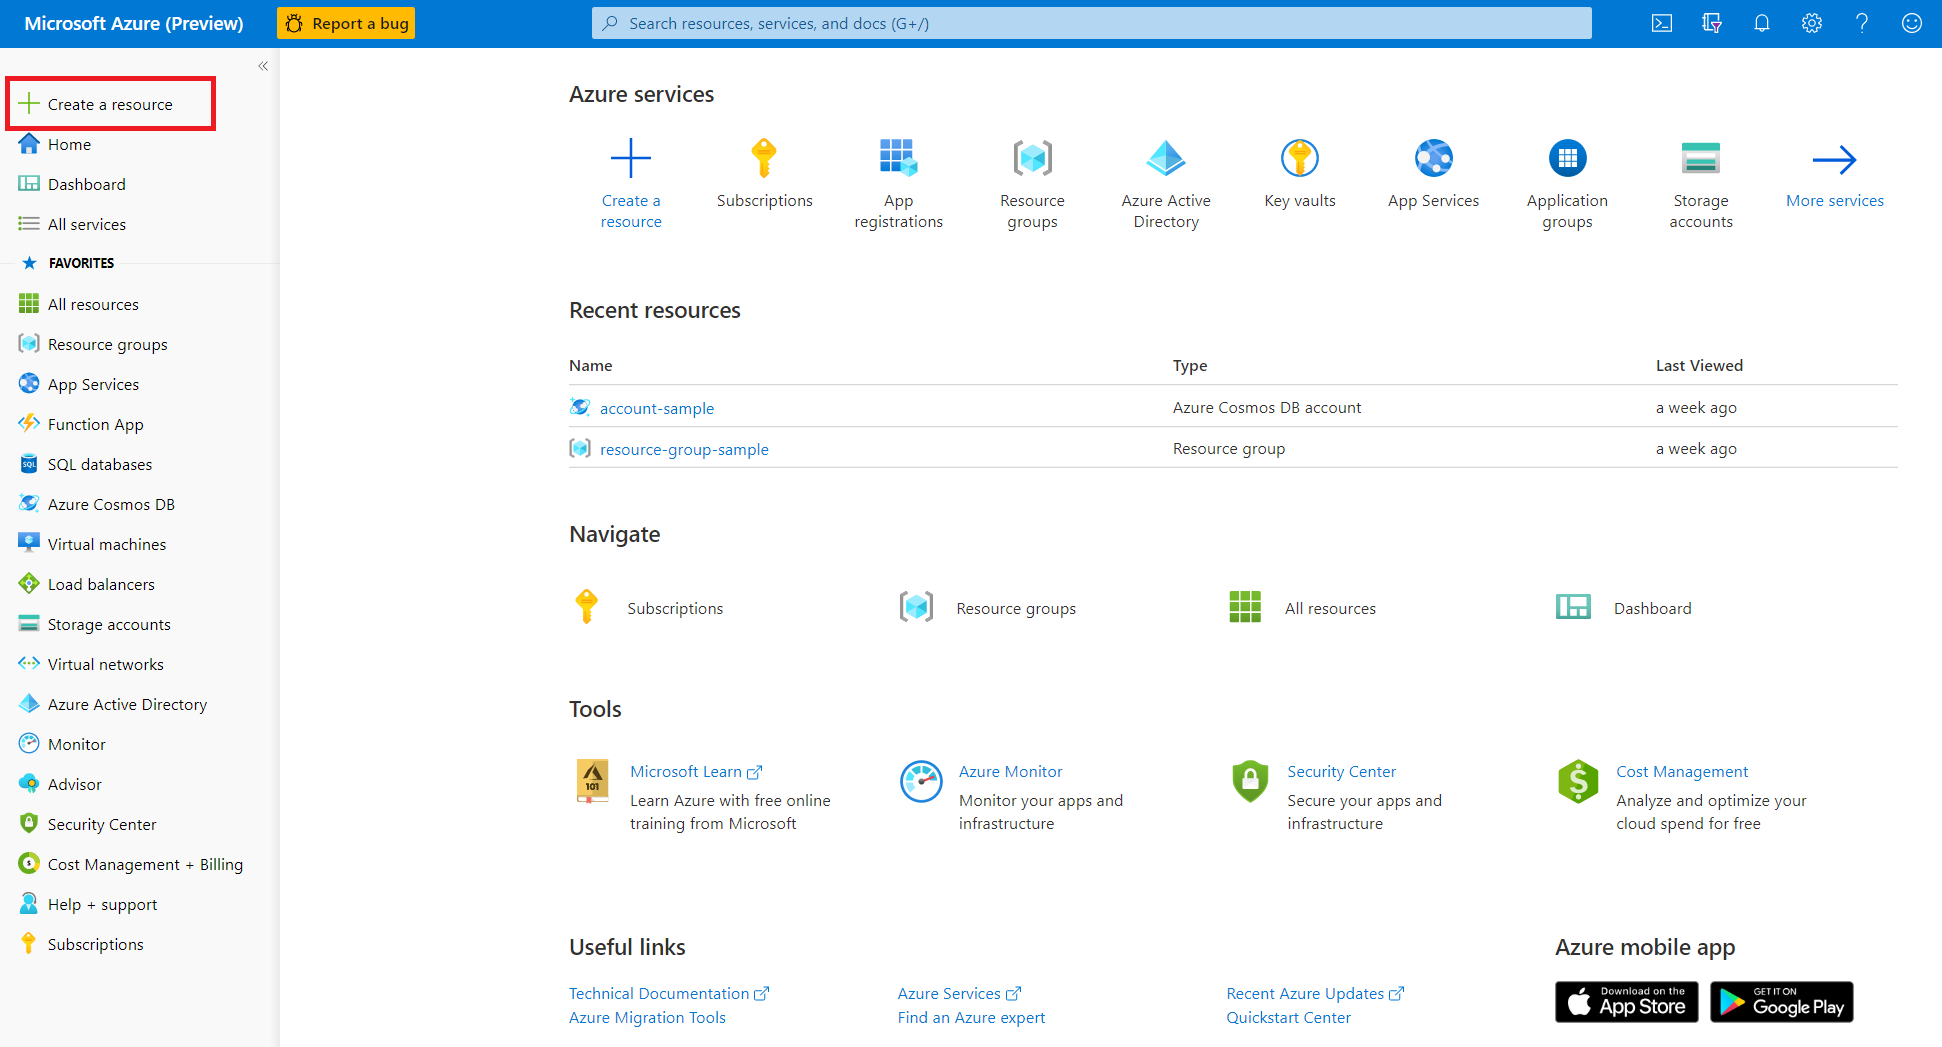 Microsoft Azure (Preview)
Report a bug
Search resources, services, and docs (G+/)
Create a resource
Home
Dashboard
All services
FAVORITES
All resources
Resource groups
App Services
Function App
SQL databases
Azure Cosmos DB
Virtual machines
Load balancers
Storage accounts
Virtual networks
Azure Active Directory
Monitor
Advisor
Security Center
Cost Management + Billing
Help + support
Subscriptions
Azure services
Create a
resource
Subscriptions
App
registrations
Resource
groups
Azure Active
Directory
Key vaults
App Services
Application
groups
Storage
accounts
More services
Recent resources
Name Type Last Viewed
account-sample Azure Cosmos DB account a week ago
resource-group-sample Resource group a week ago
Navigate
Subscriptions
Resource groups
All resources
Dashboard
Tools
101
Microsoft Learn
Learn Azure with free online
training from Microsoft
Azure Monitor
Monitor your apps and
infrastructure
Security Center
Secure your apps and
infrastructure
Cost Management
Analyze and optimize your
cloud spend for free
Useful links
Technical Documentation
Azure Migration Tools
Azure Services
Find an Azure expert
Recent Azure Updates
Quickstart Center
Azure mobile app
Download on the
App Store
GET IT ON
Google Play